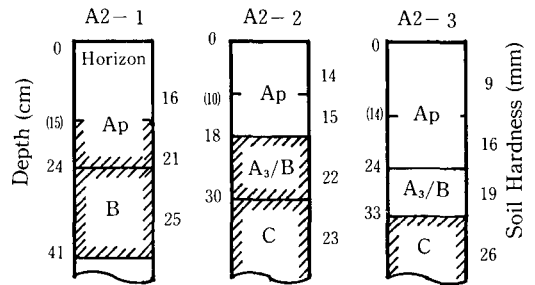 A2-1 A2-2 A2-3
Depth (cm)
0
Horizon
16
(15)
Ap
21
24
B
25
41
0
14
(10)
Ap
15
18
A₃/B
22
30
C
23
0
9
(14)
Ap
16
24
A₃/B
19
33
C
26
Soil Hardness (mm)